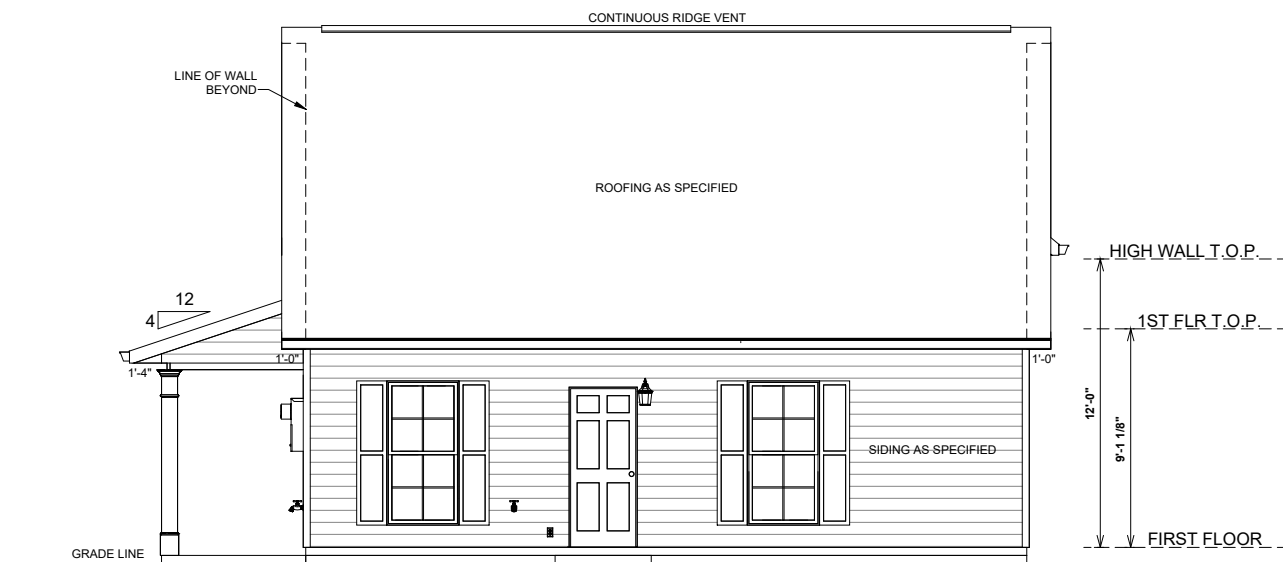 CONTINUOUS RIDGE VENT
LINE OF WALL
BEYOND
ROOFING AS SPECIFIED
HIGH WALL T.O.P.
12
4
1ST FLR T.O.P.
1'-0"
1'-0"
1'-4"
12'-0"
9'-1 1/8"
SIDING AS SPECIFIED
FIRST FLOOR
GRADE LINE